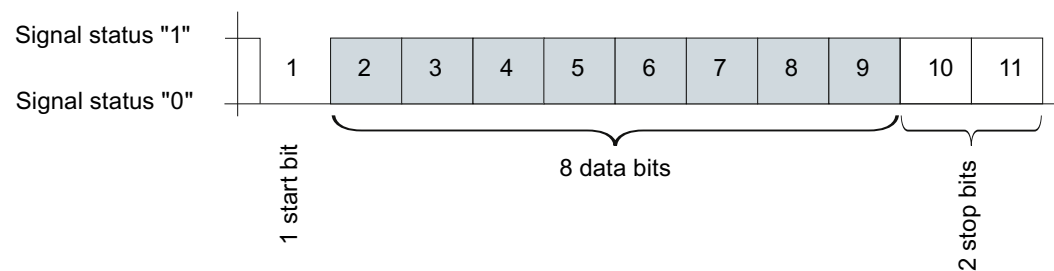 Signal status "1"
1 2 3 4 5 6 7 8 9 10 11
Signal status "0"
1 start bit
8 data bits
2 stop bits